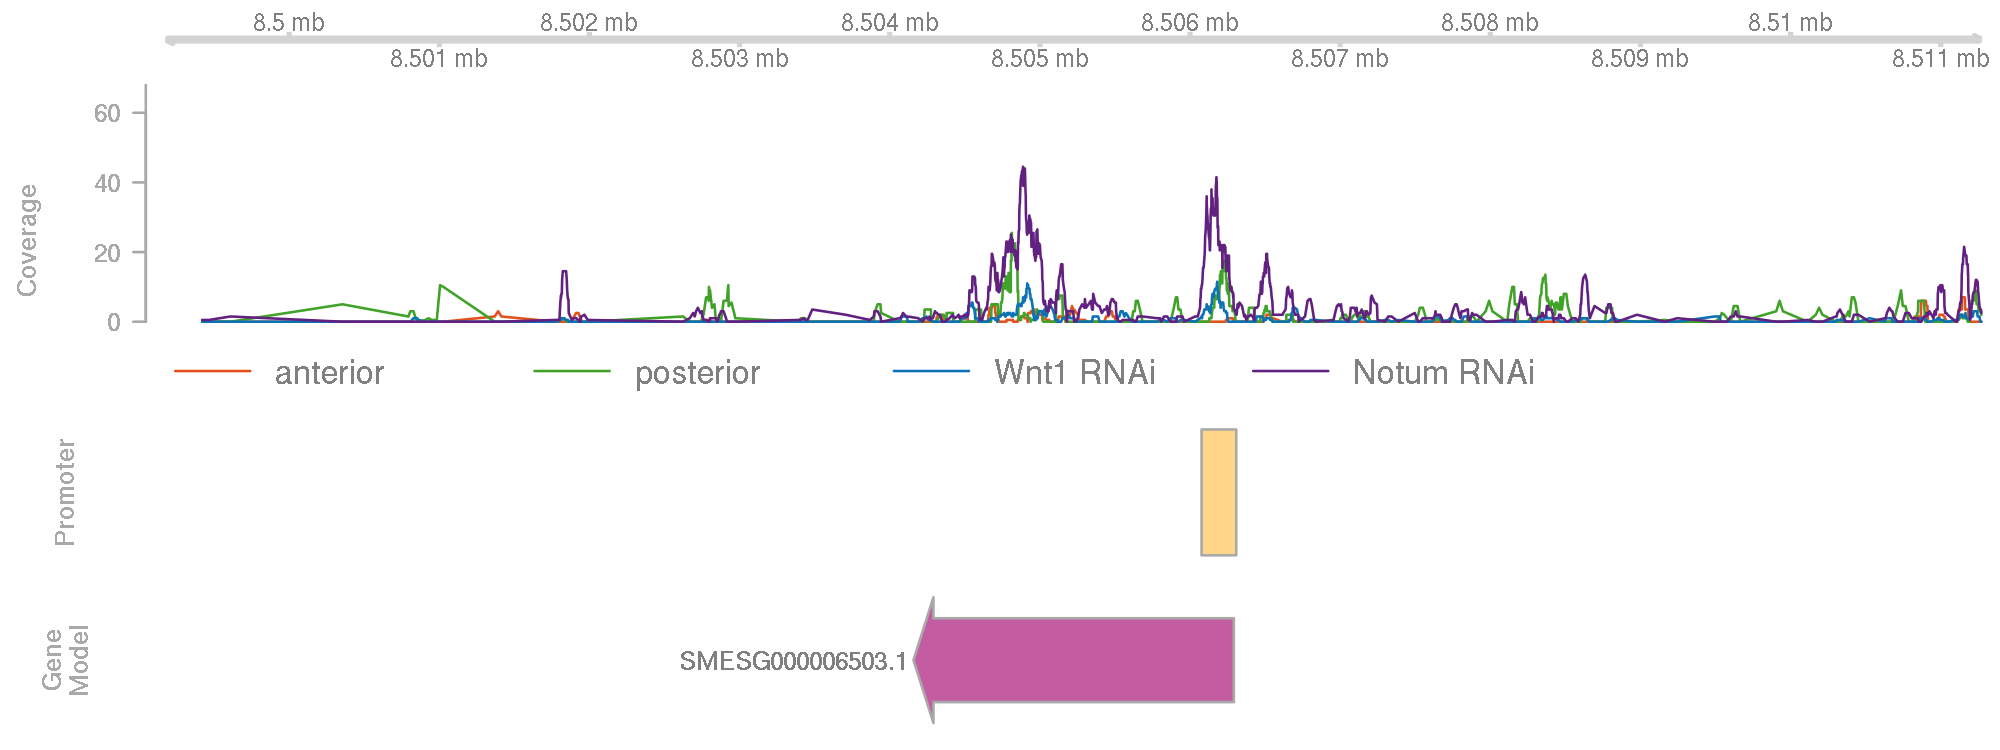 8.5 mb 8.502 mb 8.504 mb 8.506 mb 8.508 mb 8.51 mb
8.501 mb 8.503 mb 8.505 mb 8.507 mb 8.509 mb 8.511 mb
60
40
20
0
Coverage
anterior posterior Wnt1 RNAi Notum RNAi
Promoter
Gene
Model
SMESG000006503.1